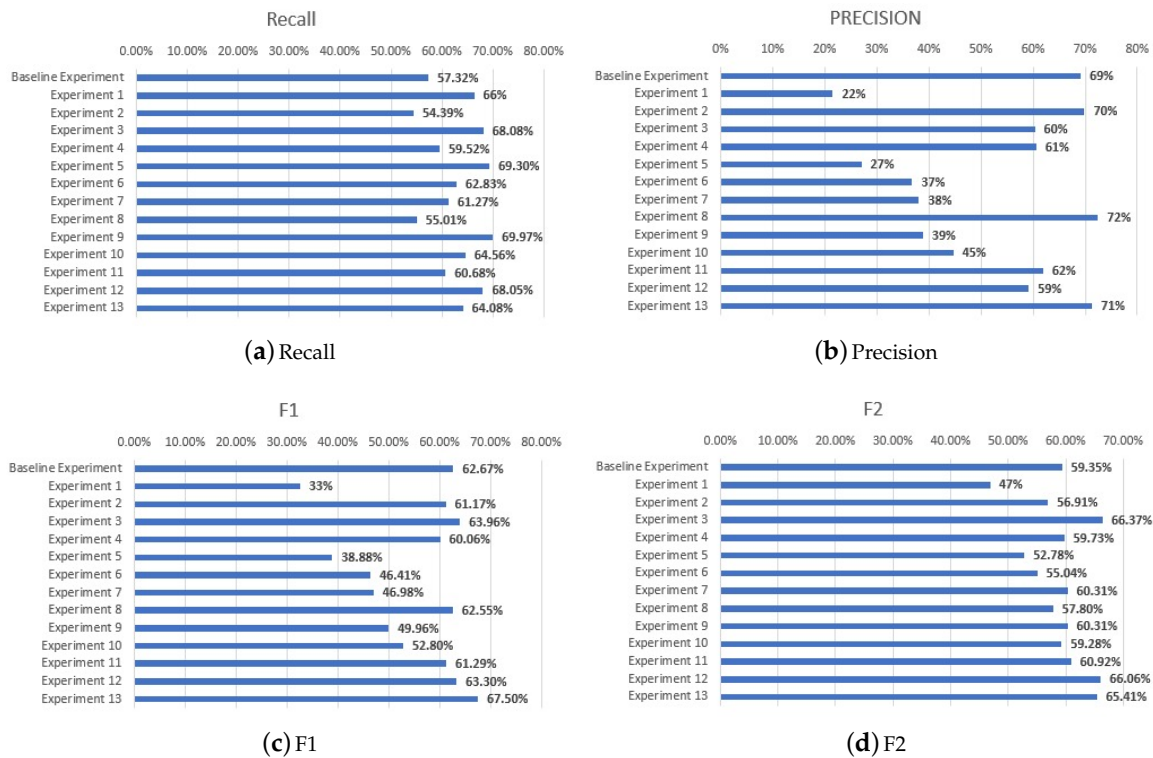 Recall
0.00% 10.00% 20.00% 30.00% 40.00% 50.00% 60.00% 70.00% 80.00%
Baseline Experiment 57.32%
Experiment 1 66%
Experiment 2 54.39%
Experiment 3 68.08%
Experiment 4 59.52%
Experiment 5 69.30%
Experiment 6 62.83%
Experiment 7 61.27%
Experiment 8 55.01%
Experiment 9 69.97%
Experiment 10 64.56%
Experiment 11 60.68%
Experiment 12 68.05%
Experiment 13 64.08%
(a) Recall
PRECISION
0% 10% 20% 30% 40% 50% 60% 70% 80%
Baseline Experiment 69%
Experiment 1 22%
Experiment 2 70%
Experiment 3 60%
Experiment 4 61%
Experiment 5 27%
Experiment 6 37%
Experiment 7 38%
Experiment 8 72%
Experiment 9 39%
Experiment 10 45%
Experiment 11 62%
Experiment 12 59%
Experiment 13 71%
(b) Precision
F1
0.00% 10.00% 20.00% 30.00% 40.00% 50.00% 60.00% 70.00% 80.00%
Baseline Experiment 62.67%
Experiment 1 33%
Experiment 2 61.17%
Experiment 3 63.96%
Experiment 4 60.06%
Experiment 5 38.88%
Experiment 6 46.41%
Experiment 7 46.98%
Experiment 8 62.55%
Experiment 9 49.96%
Experiment 10 52.80%
Experiment 11 61.29%
Experiment 12 63.30%
Experiment 13 67.50%
(c) F1
F2
0.00% 10.00% 20.00% 30.00% 40.00% 50.00% 60.00% 70.00%
Baseline Experiment 59.35%
Experiment 1 47%
Experiment 2 56.91%
Experiment 3 66.37%
Experiment 4 59.73%
Experiment 5 52.78%
Experiment 6 55.04%
Experiment 7 60.31%
Experiment 8 57.80%
Experiment 9 60.31%
Experiment 10 59.28%
Experiment 11 60.92%
Experiment 12 66.06%
Experiment 13 65.41%
(d) F2